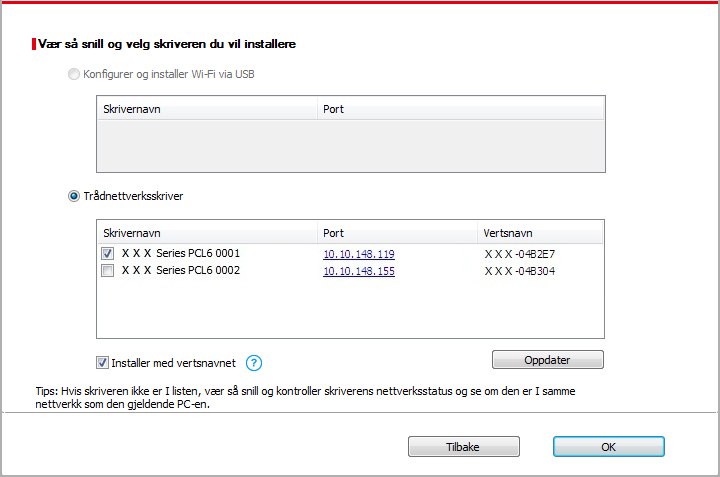 Vær så snill og velg skriveren du vil installere
Konfigurer og installer Wi-Fi via USB
Skrivernavn Port
Trådnettverksskriver
Skrivernavn Port Vertsnavn
X X X Series PCL6 0001 10.10.148.119 X X X -04B2E7
X X X Series PCL6 0002 10.10.148.155 X X X -04B304
Installer med vertsnavnet ?
Oppdater
Tips: Hvis skriveren ikke er I listen, vær så snill og kontroller skriverens nettverksstatus og se om den er I samme
nettverkk som den gjeldende PC-en.
Tilbake OK